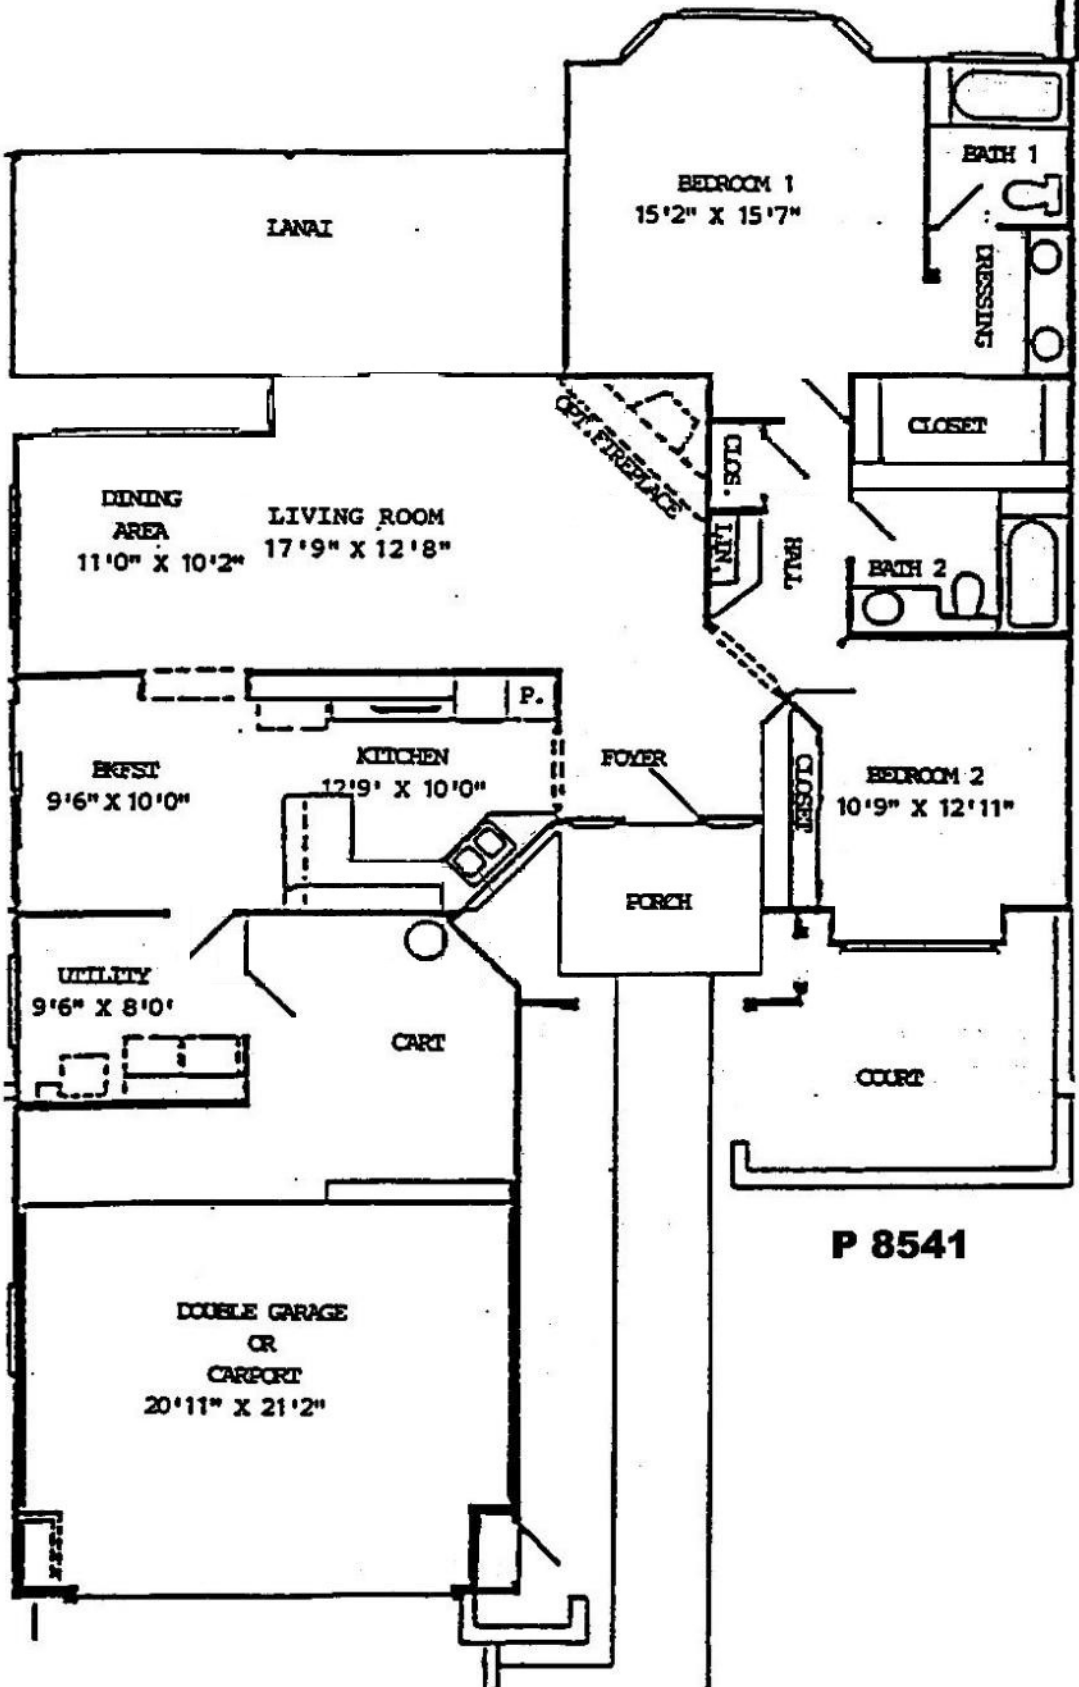 BEDROOM 1
15'2" X 15'7"
BATH 1
LANAI
DRESSING
CLOSET
OPT. FIREPLACE
CLOS.
DINING
AREA
11'0" X 10'2"
LIVING ROOM
17'9" X 12'8"
LIN.
HALL
BATH 2
P.
KITCHEN
12'9' X 10'0"
FOYER
BKFST
9'6" X 10'0"
CLOSET
BEDROOM 2
10'9" X 12'11"
PORCH
UTILITY
9'6" X 8'0'
CART
COURT
P 8541
DOUBLE GARAGE
OR
CARPORT
20'11" X 21'2"